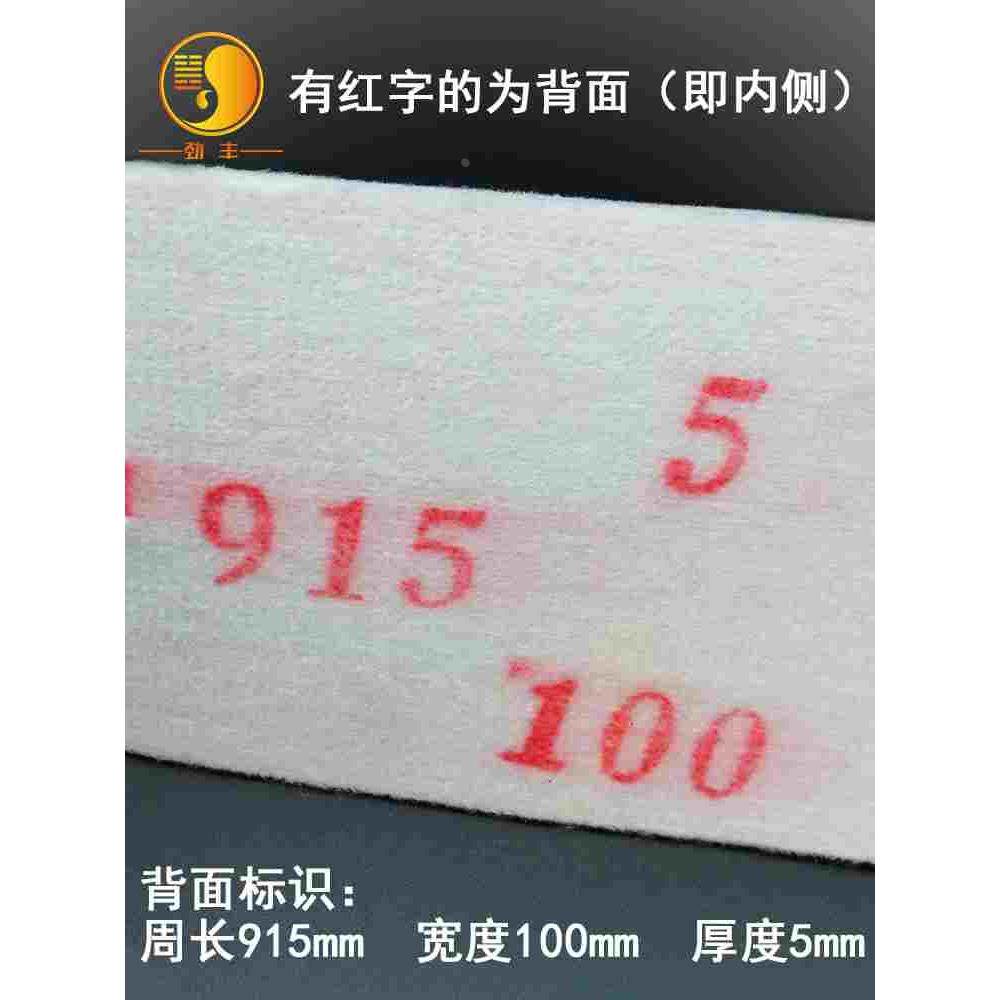 有红字的为背面（即内侧）
劲丰
5
915
100
背面标识：
周长915mm 宽度100mm 厚度5mm